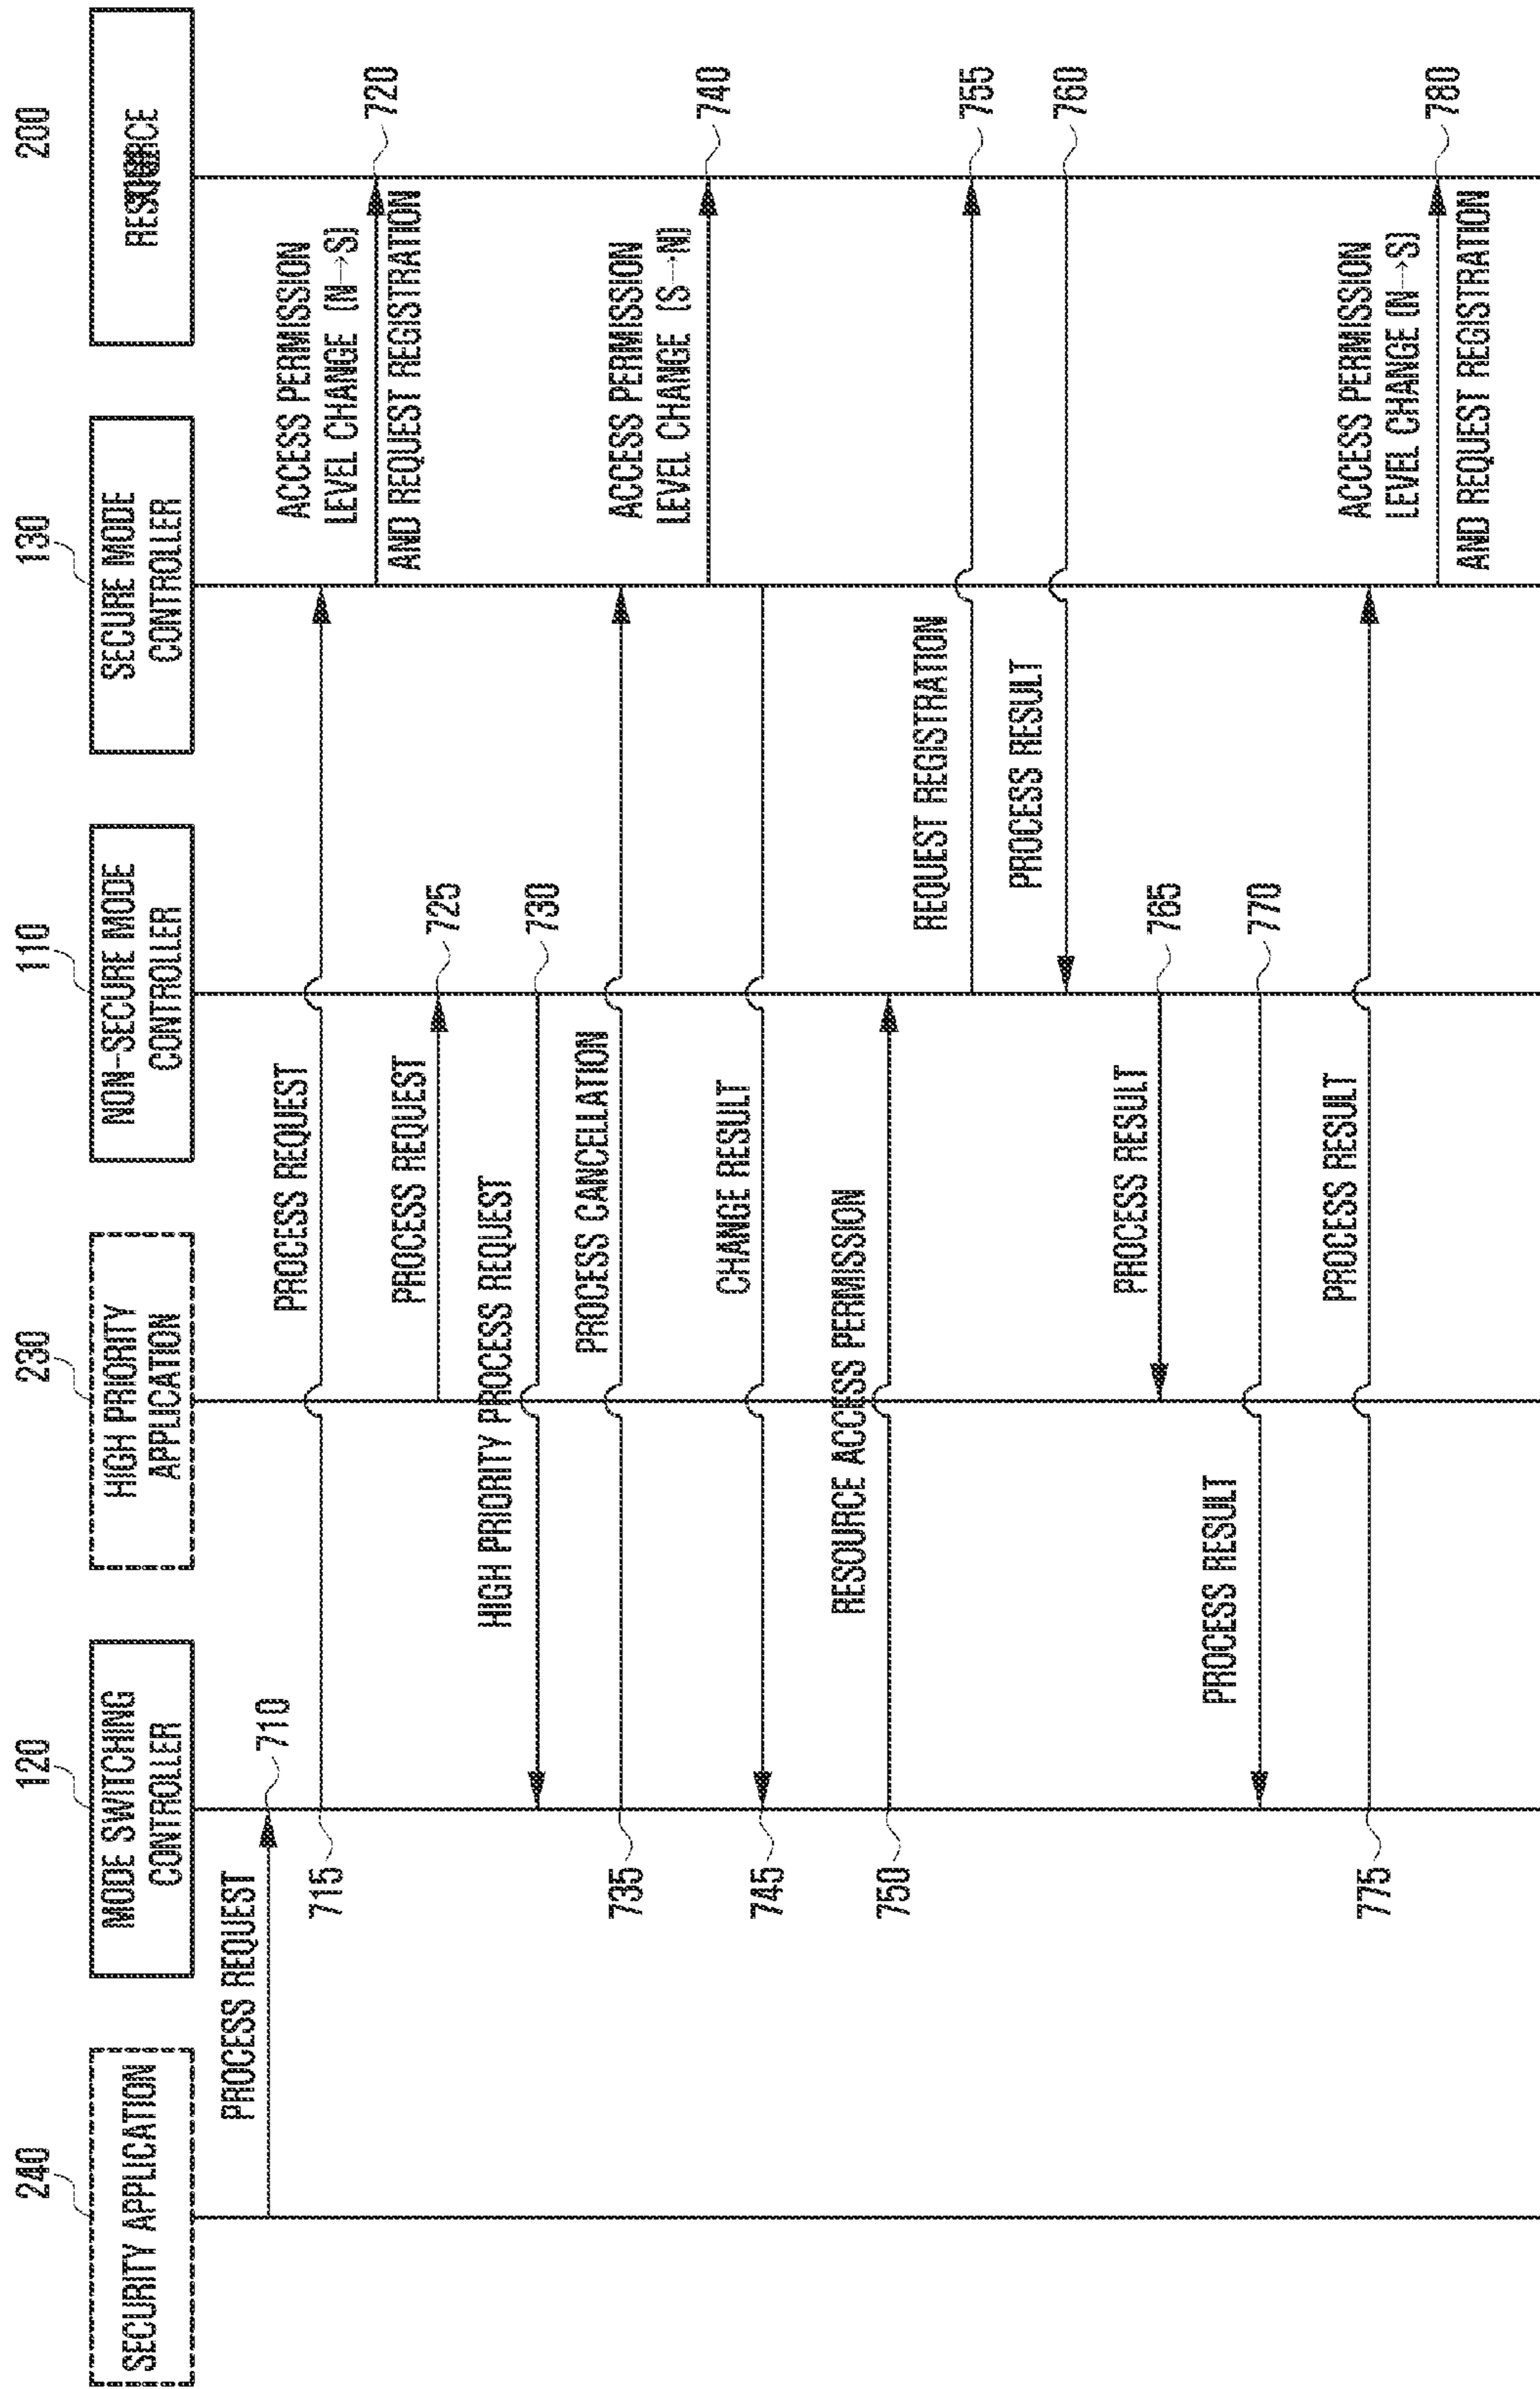 240
120
230
110
130
200
SECURITY APPLICATION
MODE SWITCHING
CONTROLLER
HIGH PRIORITY
APPLICATION
NON-SECURE MODE
CONTROLLER
SECURE MODE
CONTROLLER
RESOURCE
PROCESS REQUEST
710
715
PROCESS REQUEST
ACCESS PERMISSION
LEVEL CHANGE (N→S)
720
AND REQUEST REGISTRATION
PROCESS REQUEST
725
HIGH PRIORITY PROCESS REQUEST
730
735
PROCESS CANCELLATION
ACCESS PERMISSION
LEVEL CHANGE (S→N)
740
745
CHANGE RESULT
750
RESOURCE ACCESS PERMISSION
REQUEST REGISTRATION
755
PROCESS RESULT
760
PROCESS RESULT
765
PROCESS RESULT
770
775
PROCESS RESULT
ACCESS PERMISSION
LEVEL CHANGE (N→S)
780
AND REQUEST REGISTRATION